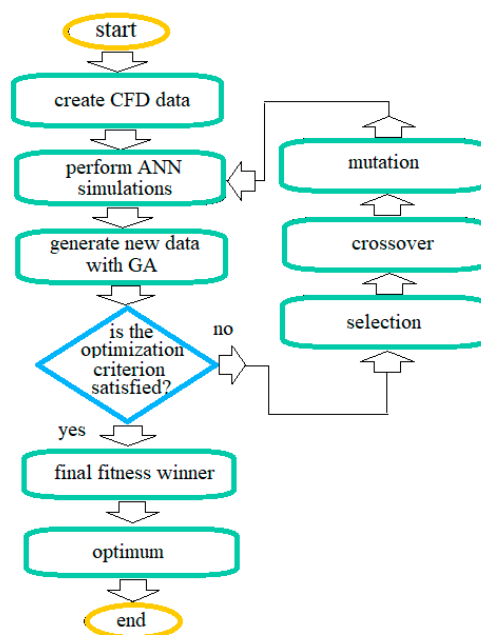 start
create CFD data
perform ANN
simulations
generate new data
with GA
is the
optimization
criterion
satisfied?
no
yes
final fitness winner
optimum
end
mutation
crossover
selection